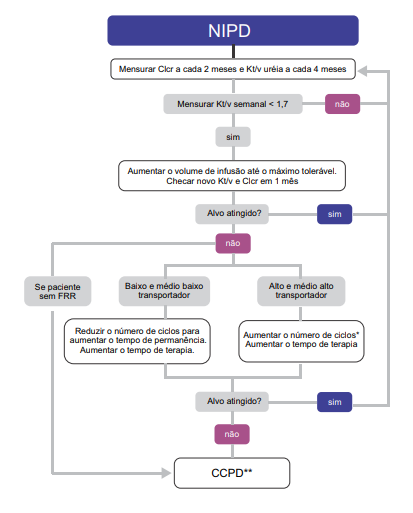 NIPD
Mensurar Clcr a cada 2 meses e Kt/v uréia a cada 4 meses
Mensurar Kt/v semanal < 1,7
não
sim
Aumentar o volume de infusão até o máximo tolerável.
Checar novo Kt/v e Clcr em 1 mês
Alvo atingido?
sim
não
Se paciente
sem FRR
Baixo e médio baixo
transportador
Alto e médio alto
transportador
Reduzir o número de ciclos para
aumentar o tempo de permanência.
Aumentar o tempo de terapia.
Aumentar o número de ciclos*
Aumentar o tempo de terapia
Alvo atingido?
sim
não
CCPD**